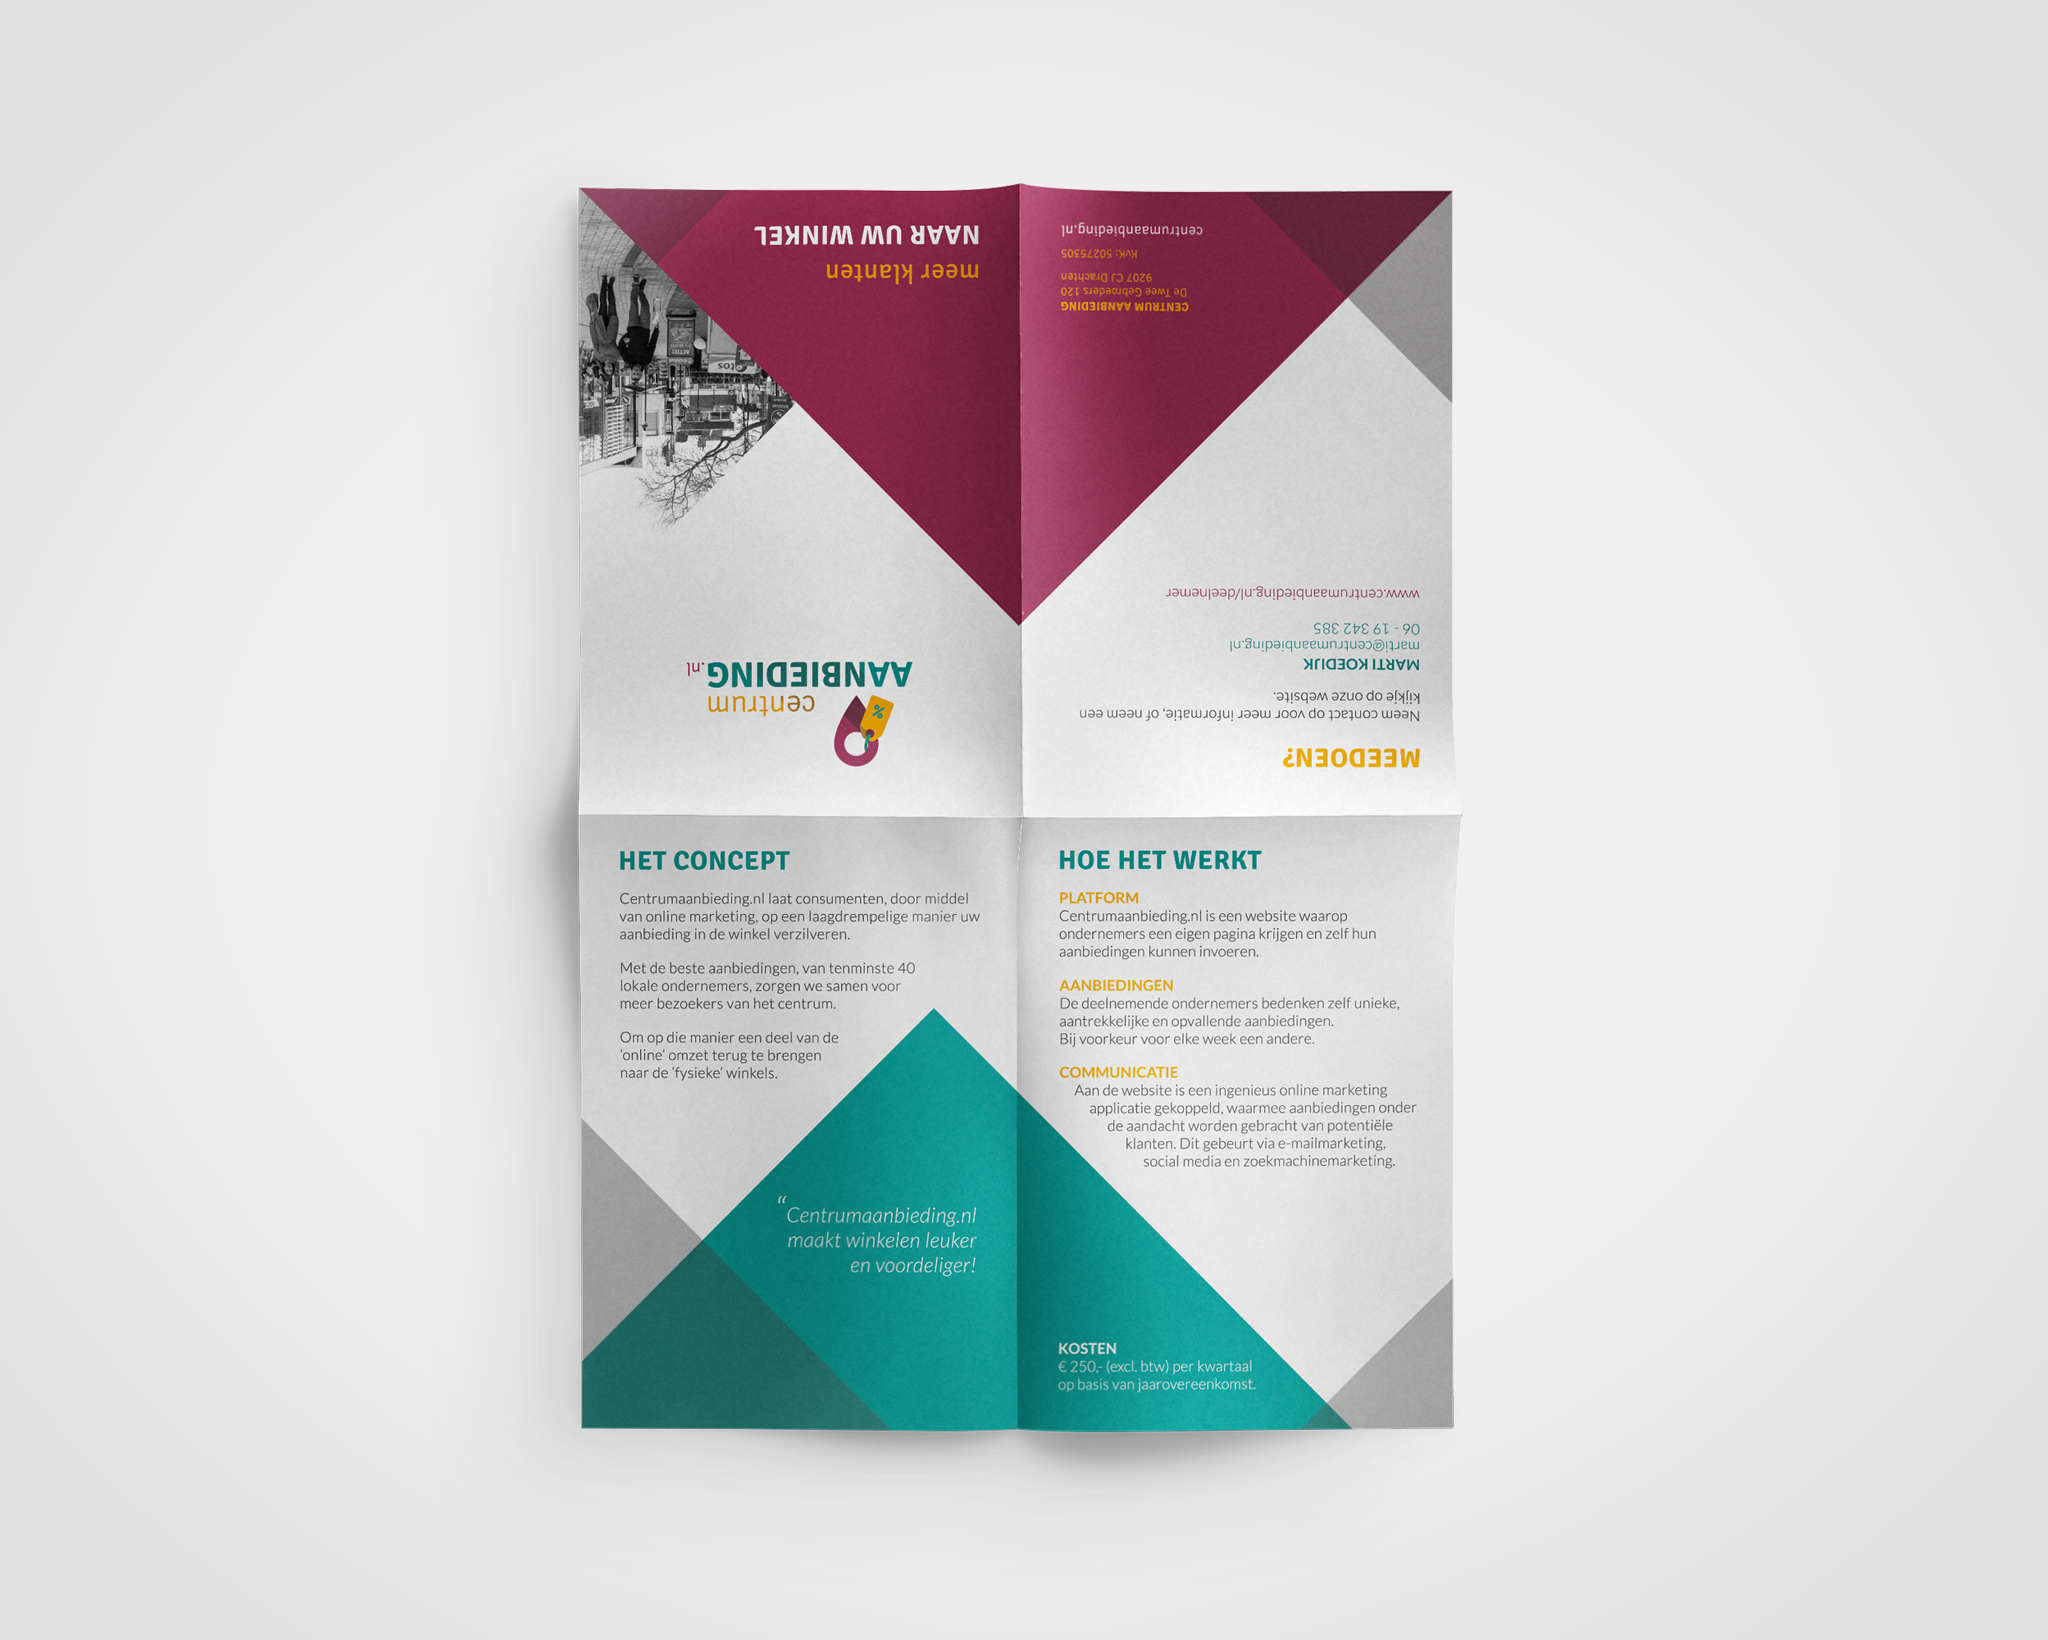 meer klanten
NAAR UW WINKEL
centrum
AANBIEDING.nl
%
MEEDOEN?
Neem contact op voor meer informatie, of neem een
kijkje op onze website.
MARTI KOEDIJK
marti@centrumaanbieding.nl
06 - 19 342 385
www.centrumaanbieding.nl/deelnemer
CENTRUM AANBIEDING
De Twee Gebroeders 120
9207 CJ Drachten
KvK: 50275305
centrumaanbieding.nl
HET CONCEPT
Centrumaanbieding.nl laat consumenten, door middel
van online marketing, op een laagdrempelige manier uw
aanbieding in de winkel verzilveren.
Met de beste aanbiedingen, van tenminste 40
lokale ondernemers, zorgen we samen voor
meer bezoekers van het centrum.
Om op die manier een deel van de
‘online’ omzet terug te brengen
naar de ‘fysieke’ winkels.
“Centrumaanbieding.nl
maakt winkelen leuker
en voordeliger!
HOE HET WERKT
PLATFORM
Centrumaanbieding.nl is een website waarop
ondernemers een eigen pagina krijgen en zelf hun
aanbiedingen kunnen invoeren.
AANBIEDINGEN
De deelnemende ondernemers bedenken zelf unieke,
aantrekkelijke en opvallende aanbiedingen.
Bij voorkeur voor elke week een andere.
COMMUNICATIE
Aan de website is een ingenieus online marketing
applicatie gekoppeld, waarmee aanbiedingen onder
de aandacht worden gebracht van potentiële
klanten. Dit gebeurt via e-mailmarketing,
social media en zoekmachinemarketing.
KOSTEN
€ 250,- (excl. btw) per kwartaal
op basis van jaarovereenkomst.